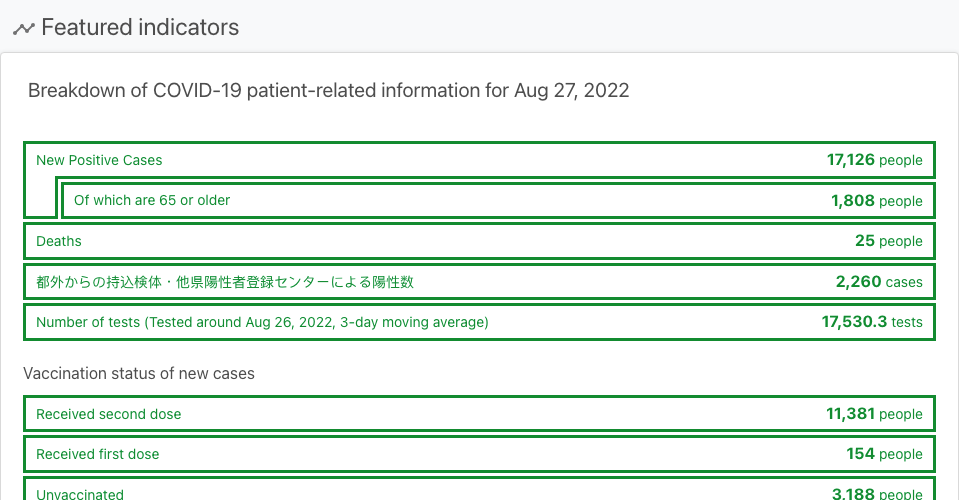 Featured indicators
Breakdown of COVID-19 patient-related information for Aug 27, 2022
New Positive Cases 17,126 people
Of which are 65 or older 1,808 people
Deaths 25 people
都外からの持込検体・他県陽性者登録センターによる陽性数 2,260 cases
Number of tests (Tested around Aug 26, 2022, 3-day moving average) 17,530.3 tests
Vaccination status of new cases
Received second dose 11,381 people
Received first dose 154 people
Unvaccinated 3,188 people